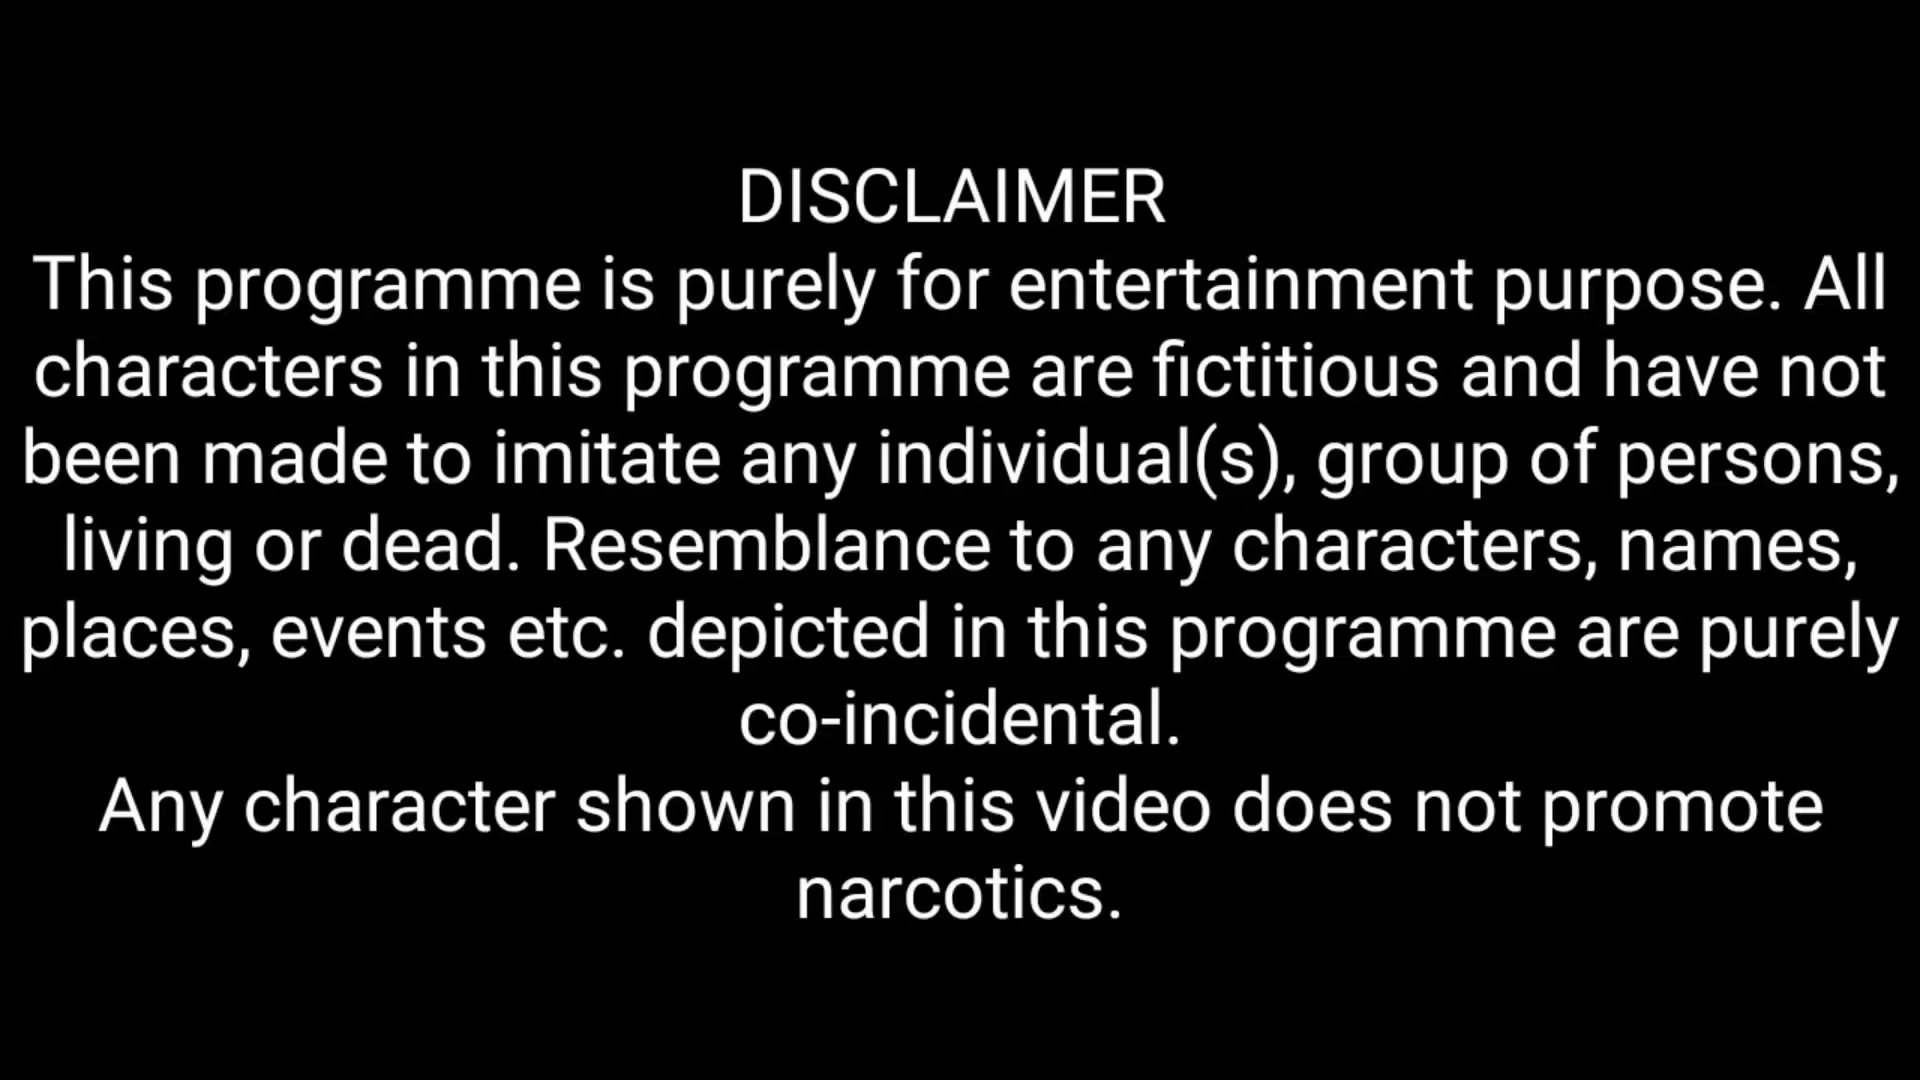 DISCLAIMER
This programme is purely for entertainment purpose. All
characters in this programme are fictitious and have not
been made to imitate any individual(s), group of persons,
living or dead. Resemblance to any characters, names,
places, events etc. depicted in this programme are purely
co-incidental.
Any character shown in this video does not promote
narcotics.